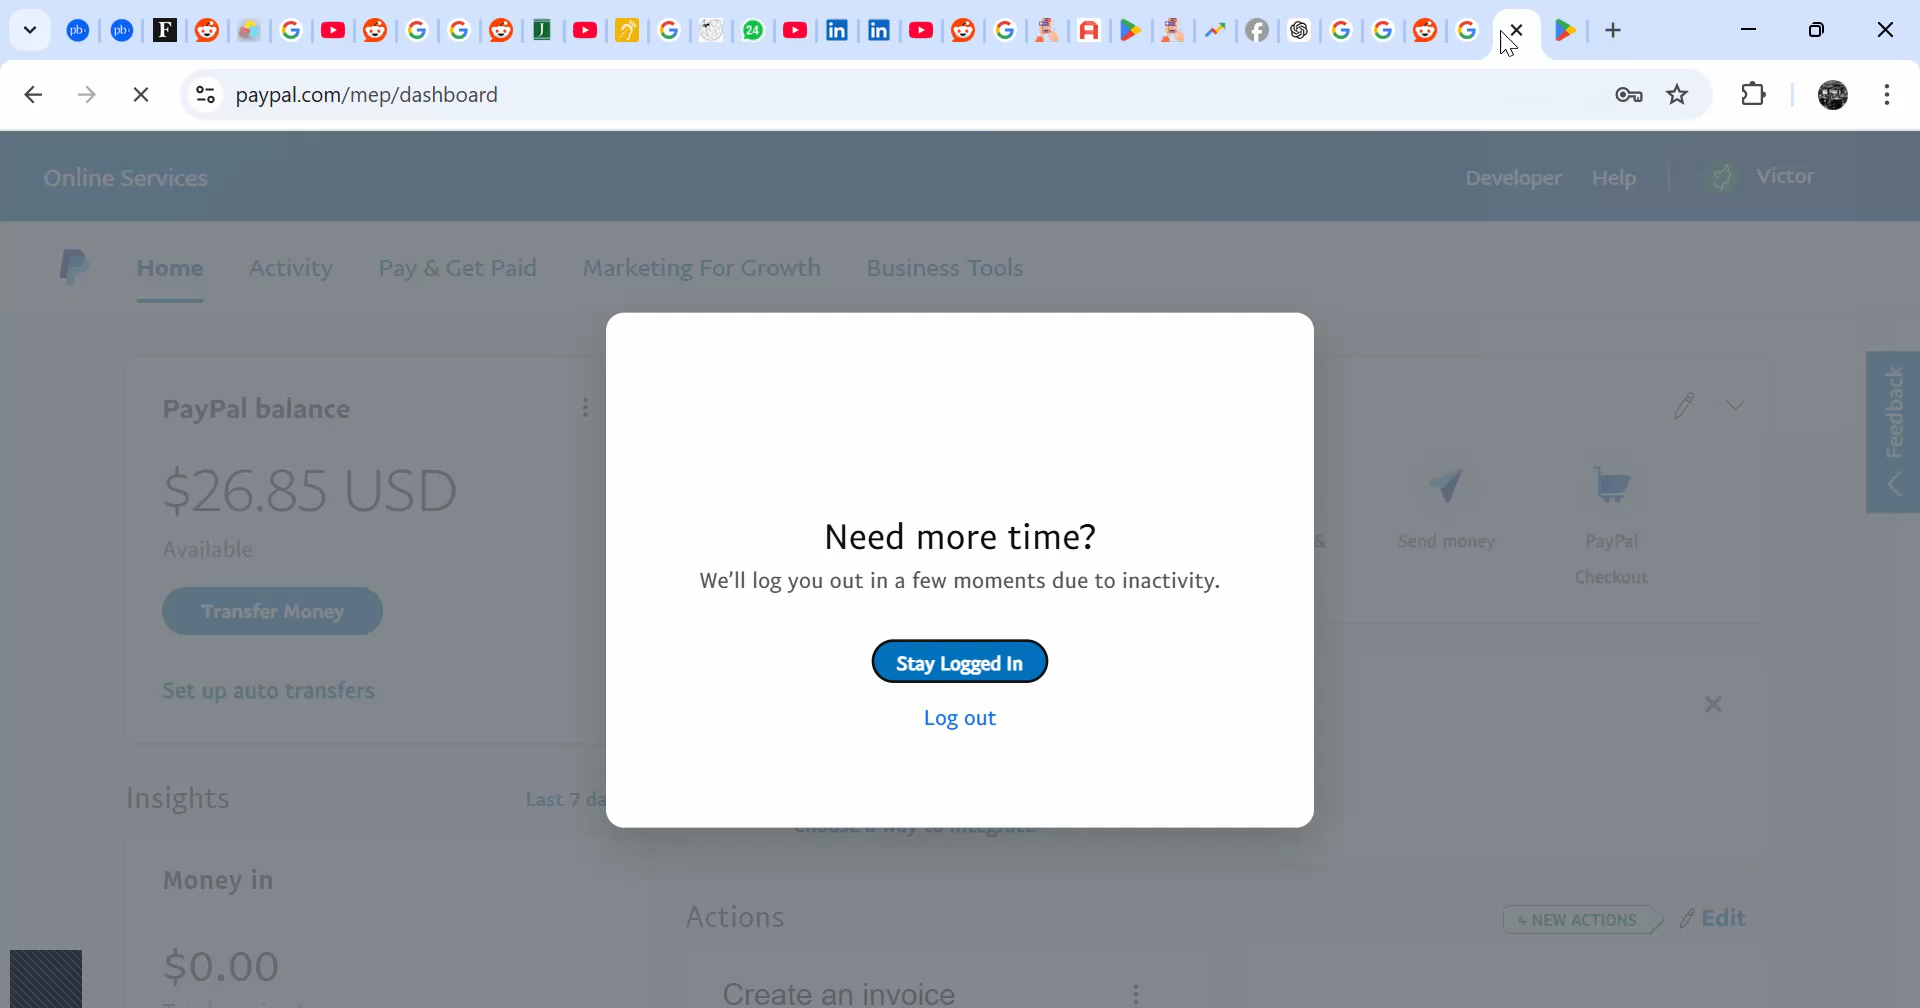 paypal.com/mep/dashboard
Online Services
Developer
Help
Victor
Home
Activity
Pay & Get Paid
Marketing For Growth
Business Tools
PayPal balance
$26.85 USD
Available
Transfer Money
Set up auto transfers
Need more time?
We'll log you out in a few moments due to inactivity.
Stay Logged In
Log out
&
Send money
PayPal
Checkout
Feedback
Insights
Last 7 da
Money in
$0.00
Actions
4 NEW ACTIONS
Edit
Create an invoice